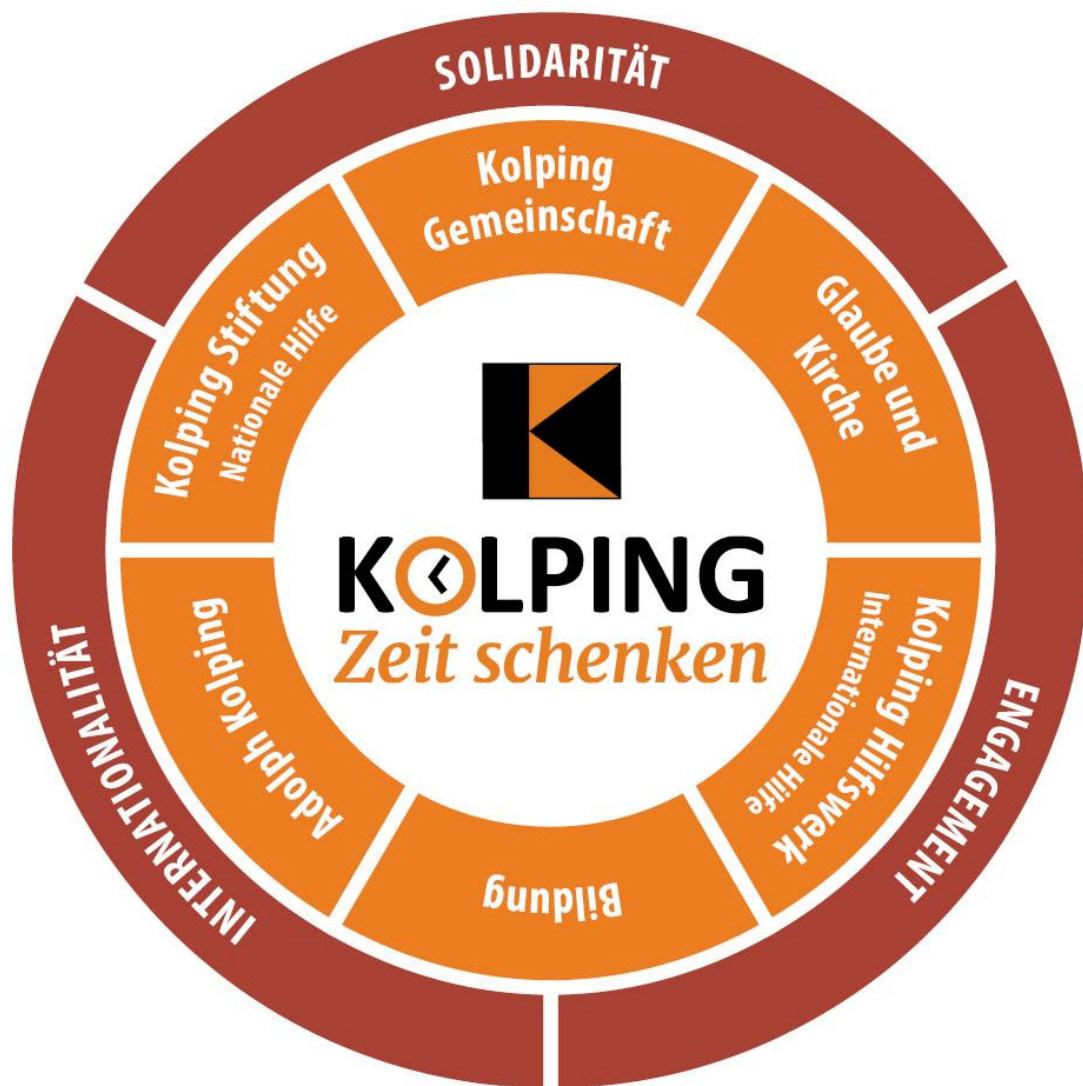 SOLIDARITÄT
Kolping
Gemeinschaft
Glaube und
Kirche
Kolping Hilfswerk
Internationale Hilfe
Bildung
Adolph Kolping
Kolping Stiftung
Nationale Hilfe
ENGAGEMENT
INTERNATIONALITÄT
KOLPING
Zeit schenken